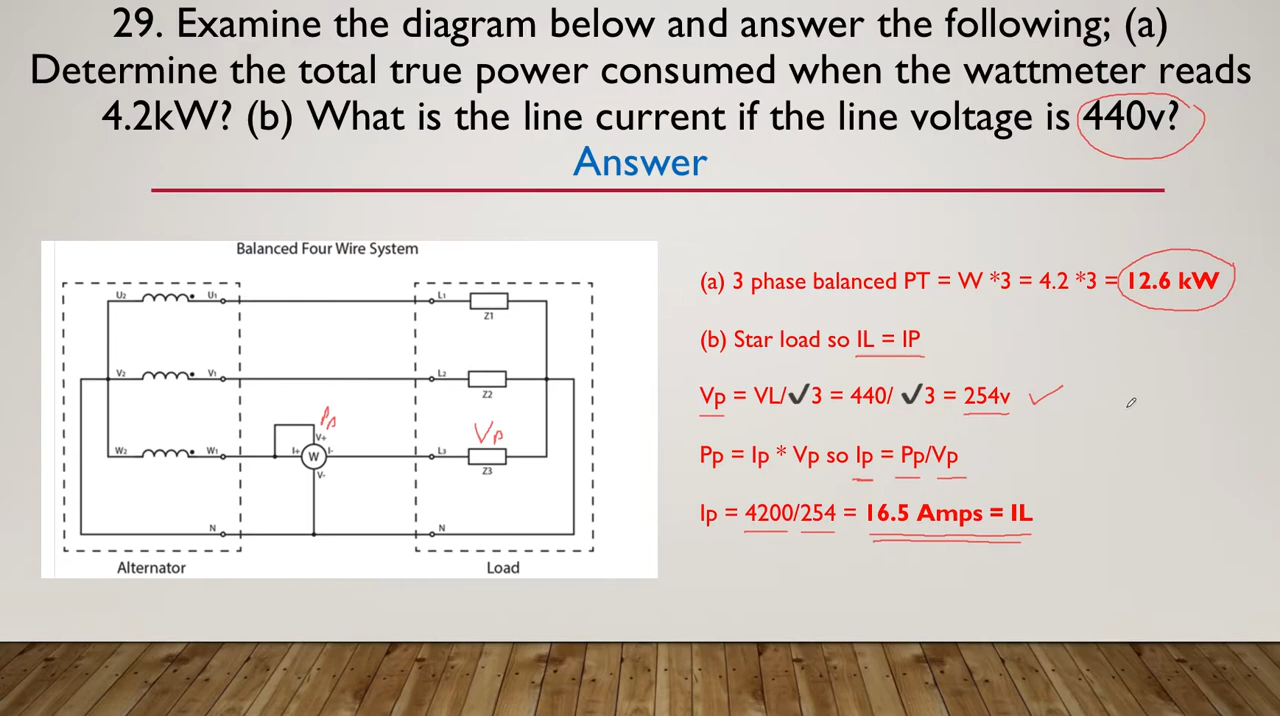 29. Examine the diagram below and answer the following; (a)
Determine the total true power consumed when the wattmeter reads
4.2kW? (b) What is the line current if the line voltage is 440v?
Answer
Balanced Four Wire System
U2 U1 L1
Z1
V2 V1 L2
Z2
Pp
V+
Vp
W2 W1 I+ W I- L3
V-
Z3
N N
Alternator Load
(a) 3 phase balanced PT = W *3 = 4.2 *3 = 12.6 kW
(b) Star load so IL = IP
Vp = VL/✓3 = 440/ ✓3 = 254v ✓
Pp = Ip * Vp so Ip = Pp/Vp
Ip = 4200/254 = 16.5 Amps = IL